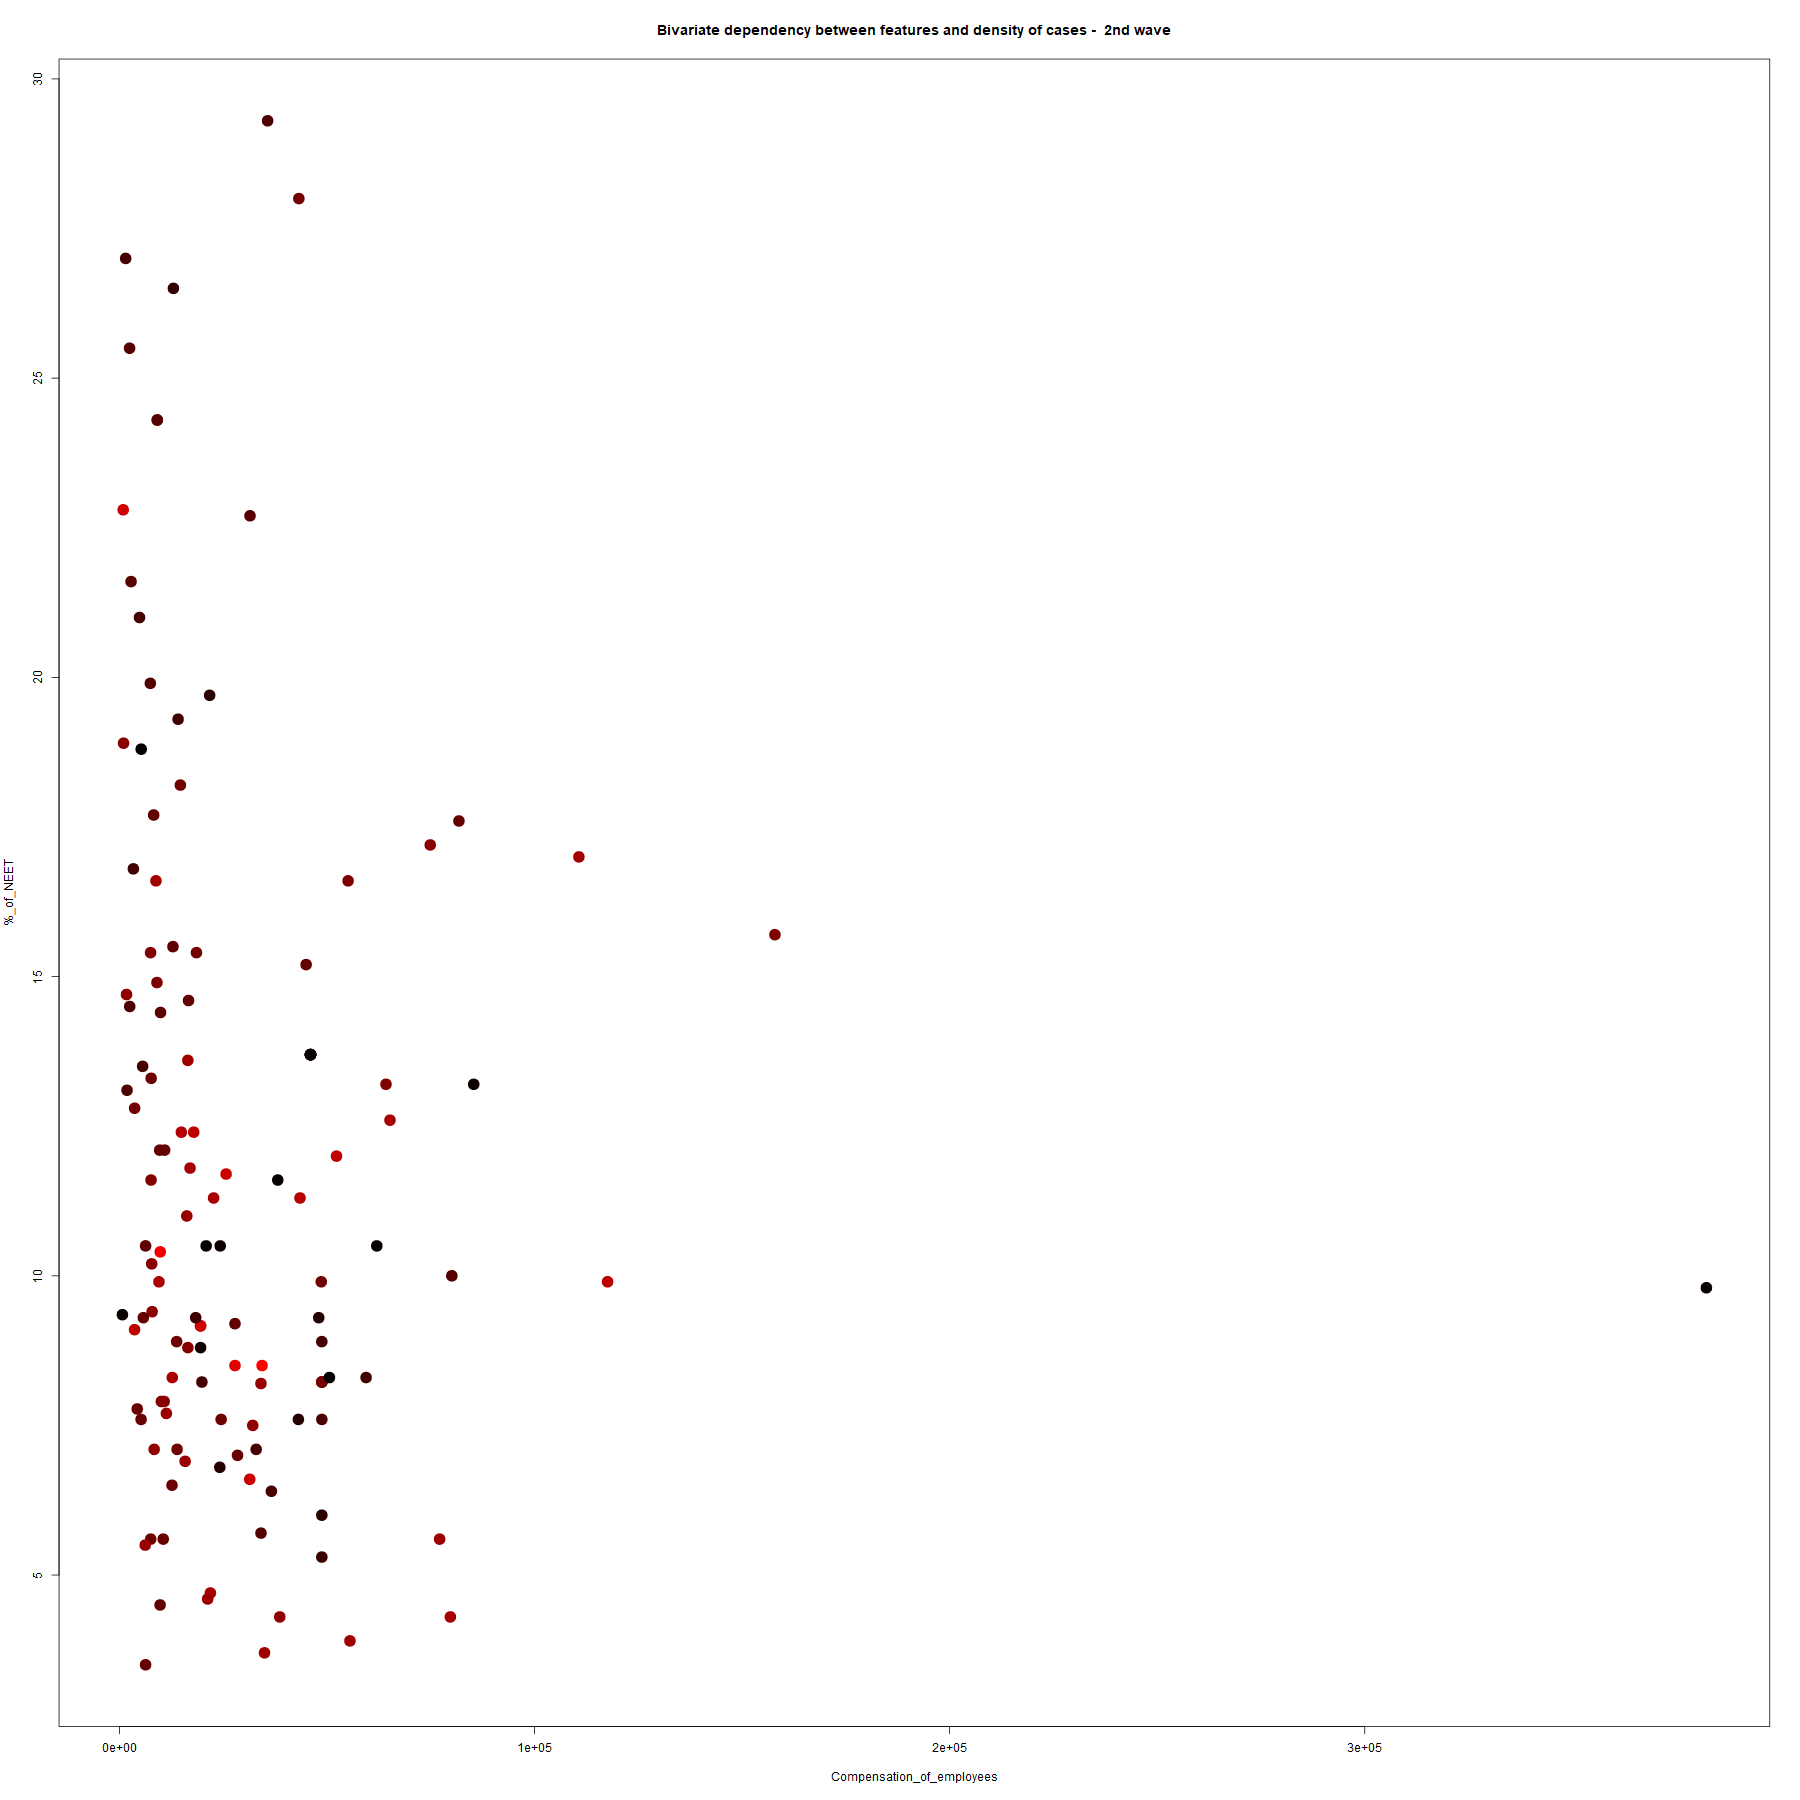 Bivariate dependency between features and density of cases -  2nd wave
30
25
20
15
10
5
%_of_NEET
0e+00 1e+05 2e+05 3e+05
Compensation_of_employees